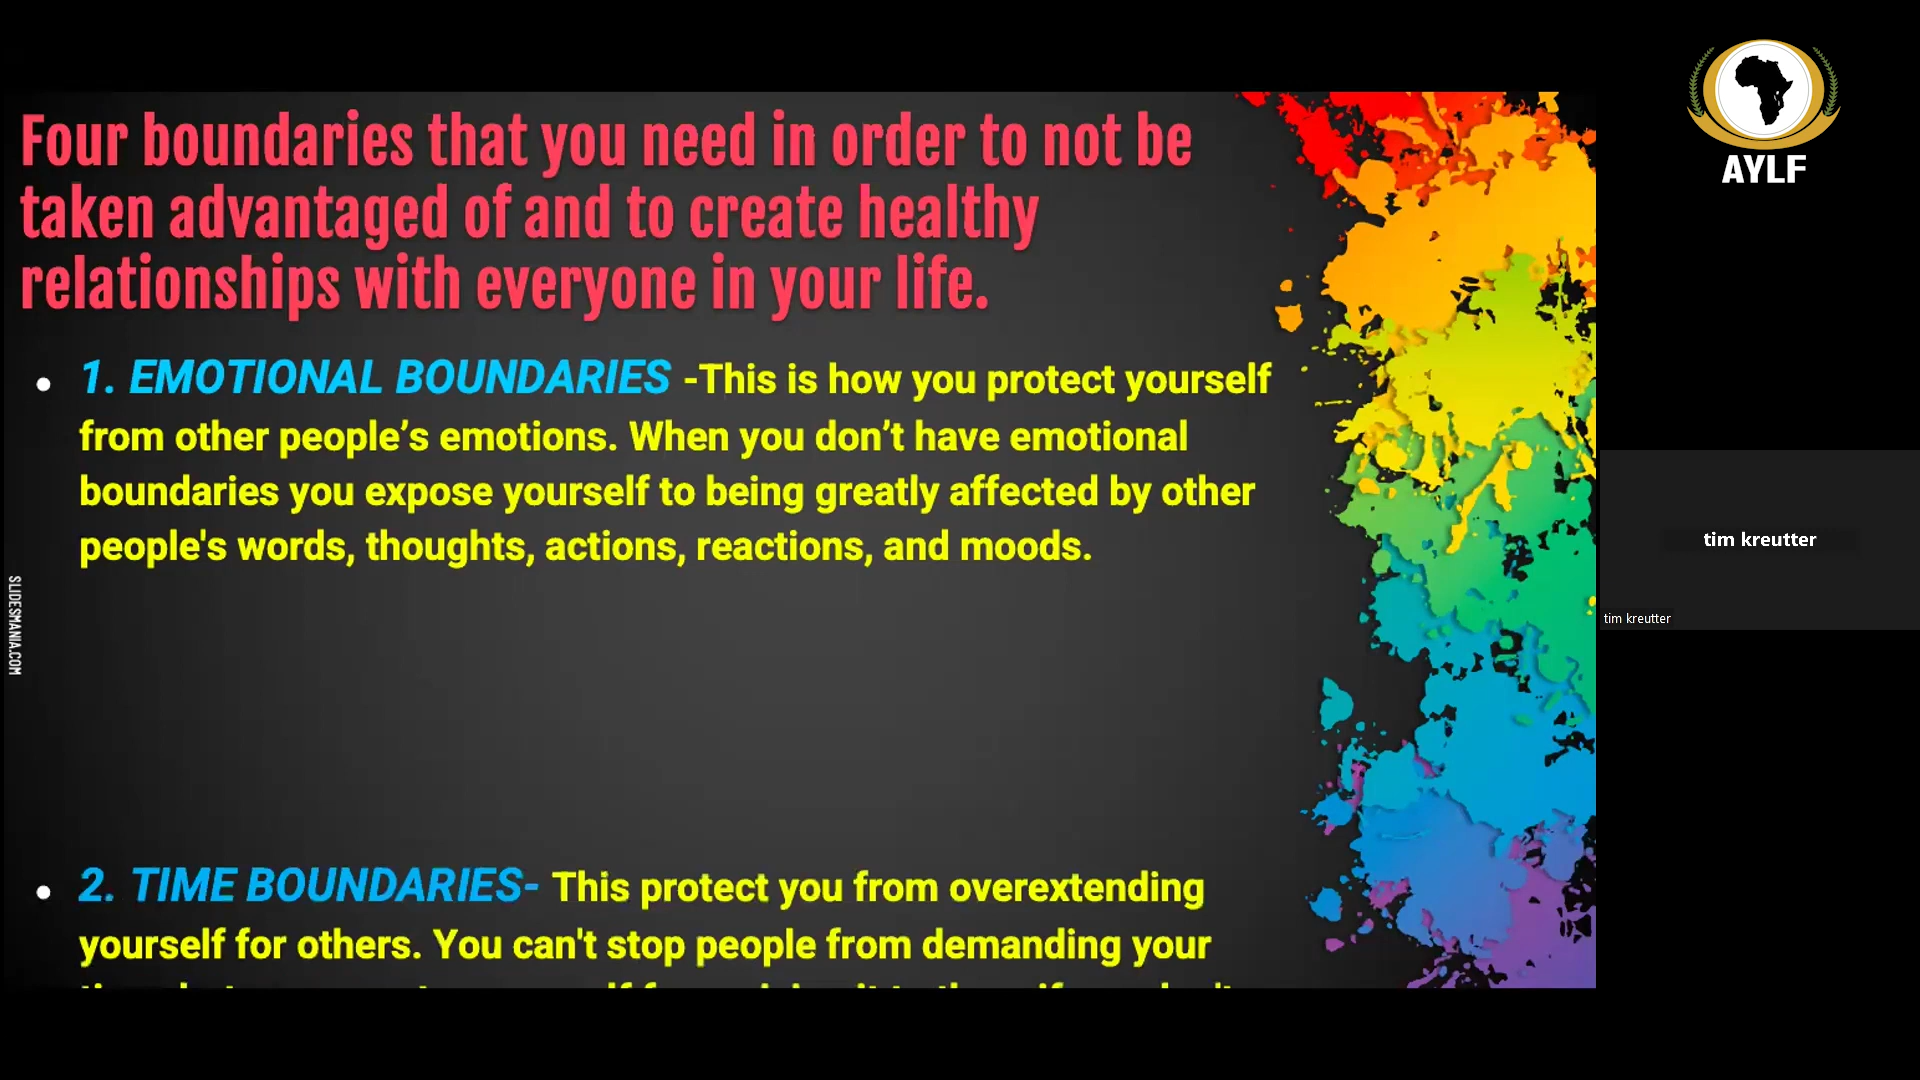 Four boundaries that you need in order to not be
taken advantaged of and to create healthy
relationships with everyone in your life.
• 1. EMOTIONAL BOUNDARIES -This is how you protect yourself
from other people’s emotions. When you don’t have emotional
boundaries you expose yourself to being greatly affected by other
people's words, thoughts, actions, reactions, and moods.
• 2. TIME BOUNDARIES- This protect you from overextending
yourself for others. You can't stop people from demanding your
SLIDESMANIA.COM
AYLF
tim kreutter
tim kreutter